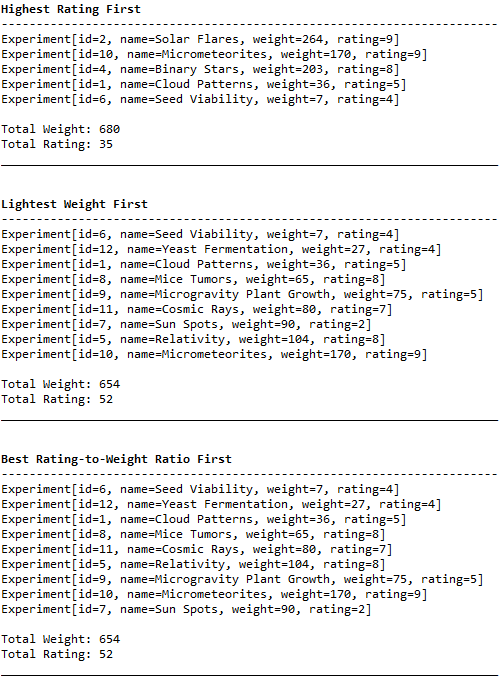 Highest Rating First
-----------------------------------------------------------------------
Experiment[id=2, name=Solar Flares, weight=264, rating=9]
Experiment[id=10, name=Micrometeorites, weight=170, rating=9]
Experiment[id=4, name=Binary Stars, weight=203, rating=8]
Experiment[id=1, name=Cloud Patterns, weight=36, rating=5]
Experiment[id=6, name=Seed Viability, weight=7, rating=4]
Total Weight: 680
Total Rating: 35
Lightest Weight First
-----------------------------------------------------------------------
Experiment[id=6, name=Seed Viability, weight=7, rating=4]
Experiment[id=12, name=Yeast Fermentation, weight=27, rating=4]
Experiment[id=1, name=Cloud Patterns, weight=36, rating=5]
Experiment[id=8, name=Mice Tumors, weight=65, rating=8]
Experiment[id=9, name=Microgravity Plant Growth, weight=75, rating=5]
Experiment[id=11, name=Cosmic Rays, weight=80, rating=7]
Experiment[id=7, name=Sun Spots, weight=90, rating=2]
Experiment[id=5, name=Relativity, weight=104, rating=8]
Experiment[id=10, name=Micrometeorites, weight=170, rating=9]
Total Weight: 654
Total Rating: 52
Best Rating-to-Weight Ratio First
-----------------------------------------------------------------------
Experiment[id=6, name=Seed Viability, weight=7, rating=4]
Experiment[id=12, name=Yeast Fermentation, weight=27, rating=4]
Experiment[id=1, name=Cloud Patterns, weight=36, rating=5]
Experiment[id=8, name=Mice Tumors, weight=65, rating=8]
Experiment[id=11, name=Cosmic Rays, weight=80, rating=7]
Experiment[id=5, name=Relativity, weight=104, rating=8]
Experiment[id=9, name=Microgravity Plant Growth, weight=75, rating=5]
Experiment[id=10, name=Micrometeorites, weight=170, rating=9]
Experiment[id=7, name=Sun Spots, weight=90, rating=2]
Total Weight: 654
Total Rating: 52